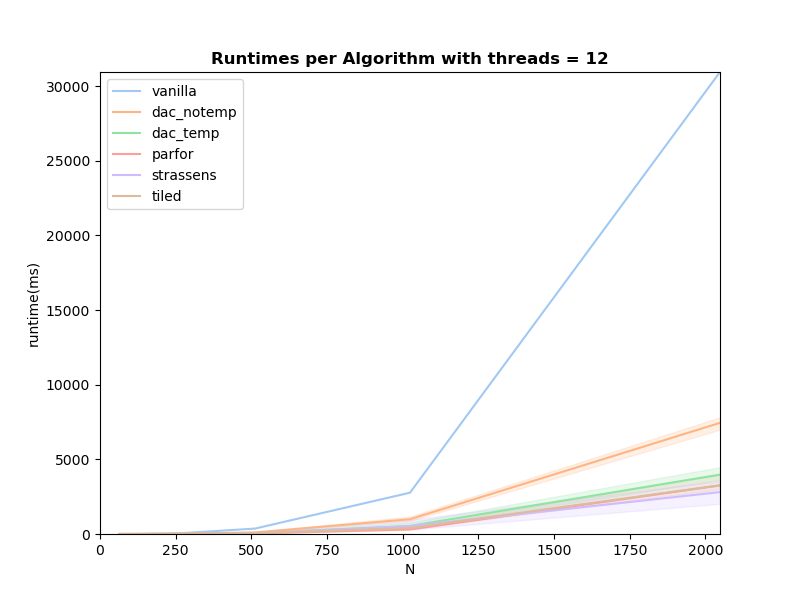 Runtimes per Algorithm with threads = 12
30000
25000
20000
15000
10000
5000
0
runtime(ms)
vanilla
dac_notemp
dac_temp
parfor
strassens
tiled
0 250 500 750 1000 1250 1500 1750 2000
N